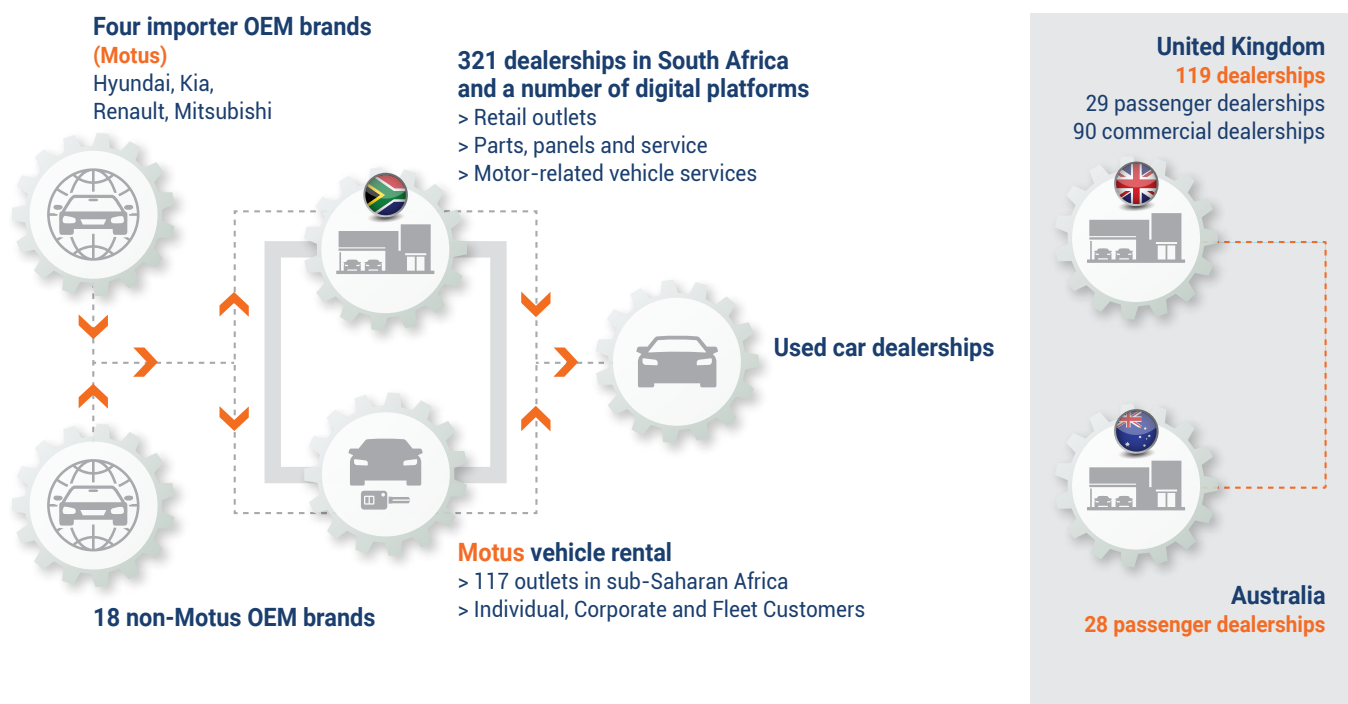 Four importer OEM brands
(Motus)
Hyundai, Kia,
Renault, Mitsubishi
321 dealerships in South Africa
and a number of digital platforms
> Retail outlets
> Parts, panels and service
> Motor-related vehicle services
Used car dealerships
18 non-Motus OEM brands
Motus vehicle rental
> 117 outlets in sub-Saharan Africa
> Individual, Corporate and Fleet Customers
United Kingdom
119 dealerships
29 passenger dealerships
90 commercial dealerships
Australia
28 passenger dealerships